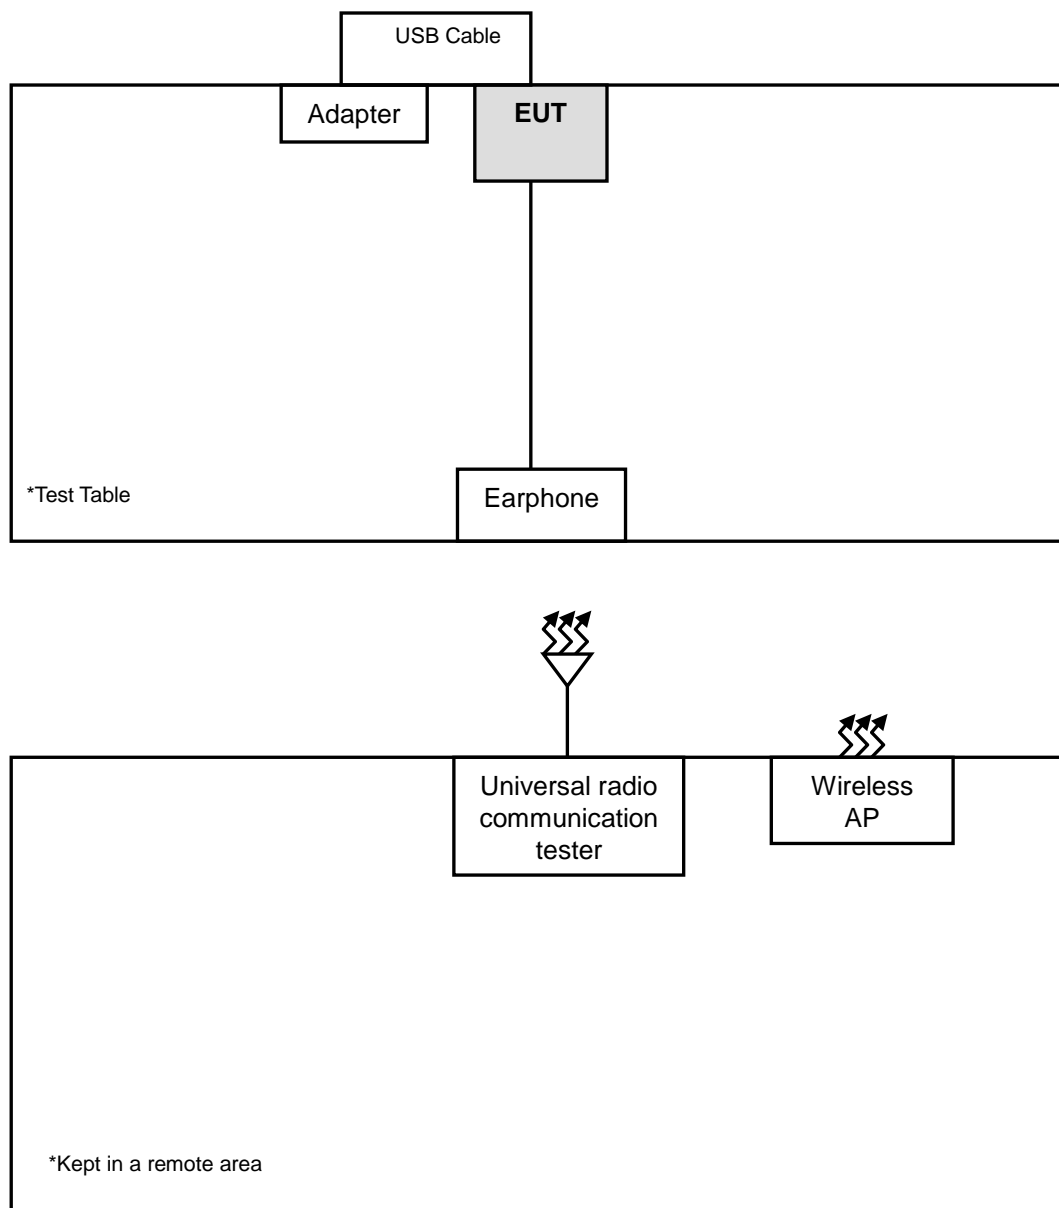 USB Cable
Adapter
EUT
*Test Table
Earphone
Universal radio
communication
tester
Wireless
AP
*Kept in a remote area